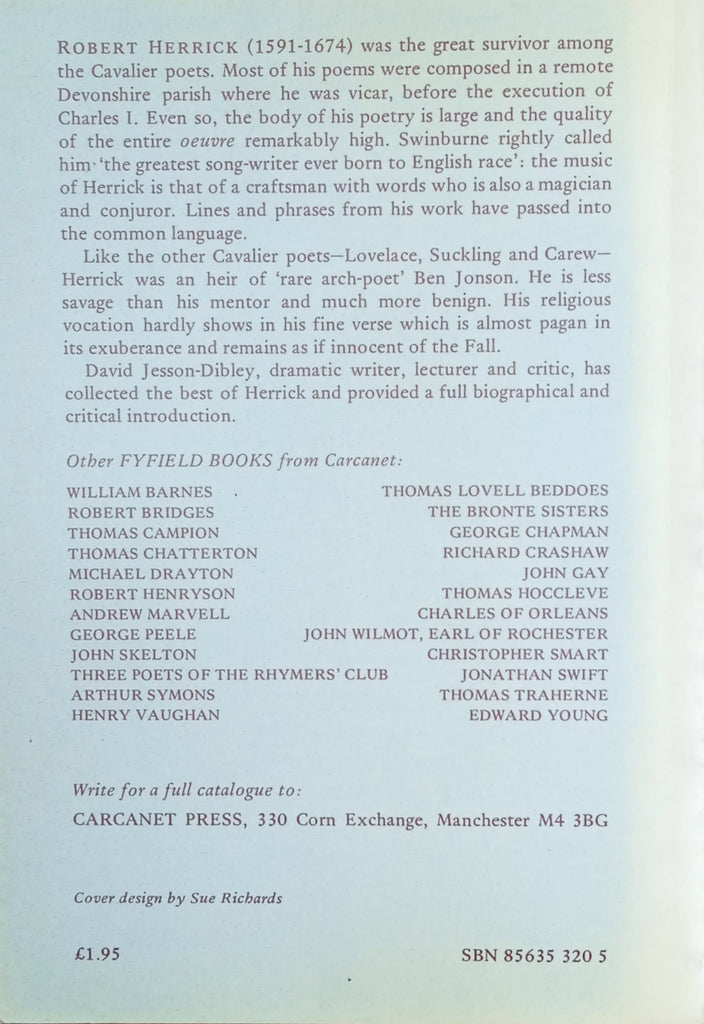 ROBERT HERRICK (1591-1674) was the great survivor among
the Cavalier poets. Most of his poems were composed in a remote
Devonshire parish where he was vicar, before the execution of
Charles I. Even so, the body of his poetry is large and the quality
of the entire oeuvre remarkably high. Swinburne rightly called
him 'the greatest song-writer ever born to English race': the music
of Herrick is that of a craftsman with words who is also a magician
and conjuror. Lines and phrases from his work have passed into
the common language.
Like the other Cavalier poets—Lovelace, Suckling and Carew—
Herrick was an heir of 'rare arch-poet' Ben Jonson. He is less
savage than his mentor and much more benign. His religious
vocation hardly shows in his fine verse which is almost pagan in
its exuberance and remains as if innocent of the Fall.
David Jesson-Dibley, dramatic writer, lecturer and critic, has
collected the best of Herrick and provided a full biographical and
critical introduction.
Other FYFIELD BOOKS from Carcanet:
WILLIAM BARNES THOMAS LOVELL BEDDOES
ROBERT BRIDGES THE BRONTE SISTERS
THOMAS CAMPION GEORGE CHAPMAN
THOMAS CHATTERTON RICHARD CRASHAW
MICHAEL DRAYTON JOHN GAY
ROBERT HENRYSON THOMAS HOCCLEVE
ANDREW MARVELL CHARLES OF ORLEANS
GEORGE PEELE JOHN WILMOT, EARL OF ROCHESTER
JOHN SKELTON CHRISTOPHER SMART
THREE POETS OF THE RHYMERS' CLUB JONATHAN SWIFT
ARTHUR SYMONS THOMAS TRAHERNE
HENRY VAUGHAN EDWARD YOUNG
Write for a full catalogue to:
CARCANET PRESS, 330 Corn Exchange, Manchester M4 3BG
Cover design by Sue Richards
£1.95 SBN 85635 320 5